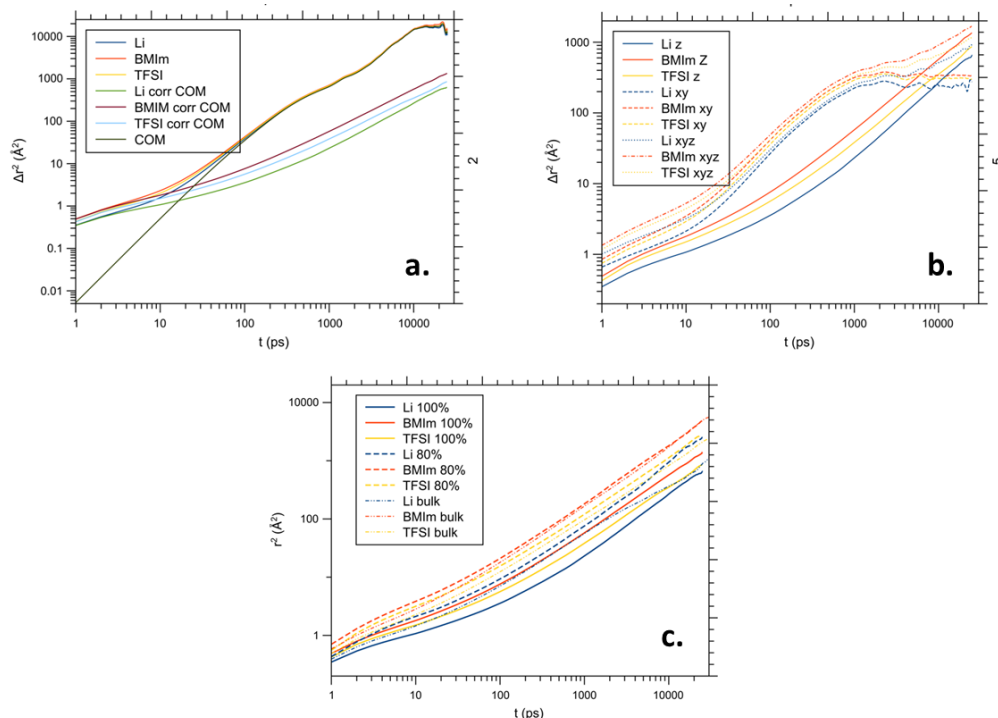 10000
1000
100
10
1
0.1
0.01
Δr² (Å²)
Li
BMIm
TFSI
Li corr COM
BMIM corr COM
TFSI corr COM
COM
a.
2
1
10
100
1000
10000
t (ps)
1000
100
10
1
Δr² (Å²)
Li z
BMIm Z
TFSI z
Li xy
BMIm xy
TFSI xy
Li xyz
BMIm xyz
TFSI xyz
b.
1
10
100
1000
10000
t (ps)
10000
100
1
r² (Å²)
Li 100%
BMIm 100%
TFSI 100%
Li 80%
BMIm 80%
TFSI 80%
Li bulk
BMIm bulk
TFSI bulk
c.
1
10
100
1000
10000
t (ps)